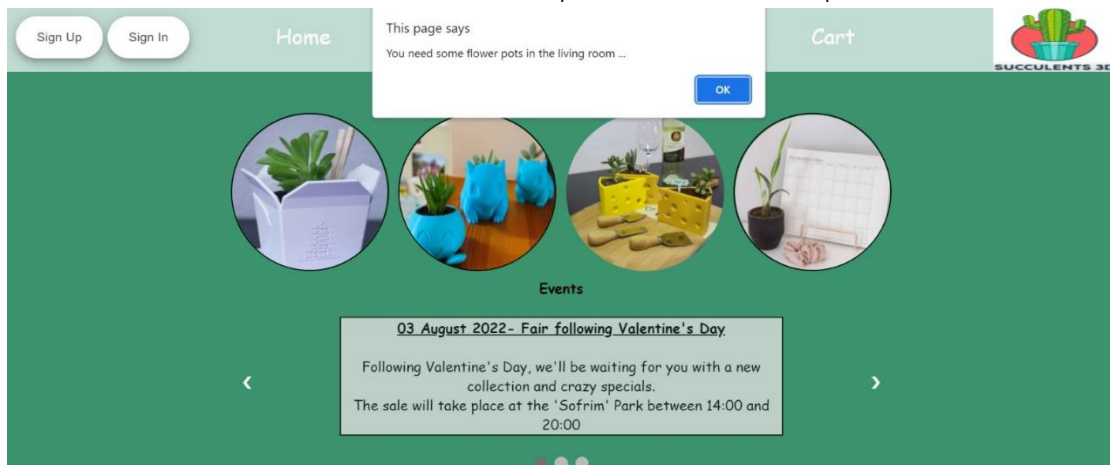 Sign Up
Sign In
Home
This page says
You need some flower pots in the living room ...
OK
Cart
SUCCULENTS 3D
Events
03 August 2022- Fair following Valentine's Day
Following Valentine's Day, we'll be waiting for you with a new
collection and crazy specials.
The sale will take place at the 'Sofrim' Park between 14:00 and
20:00